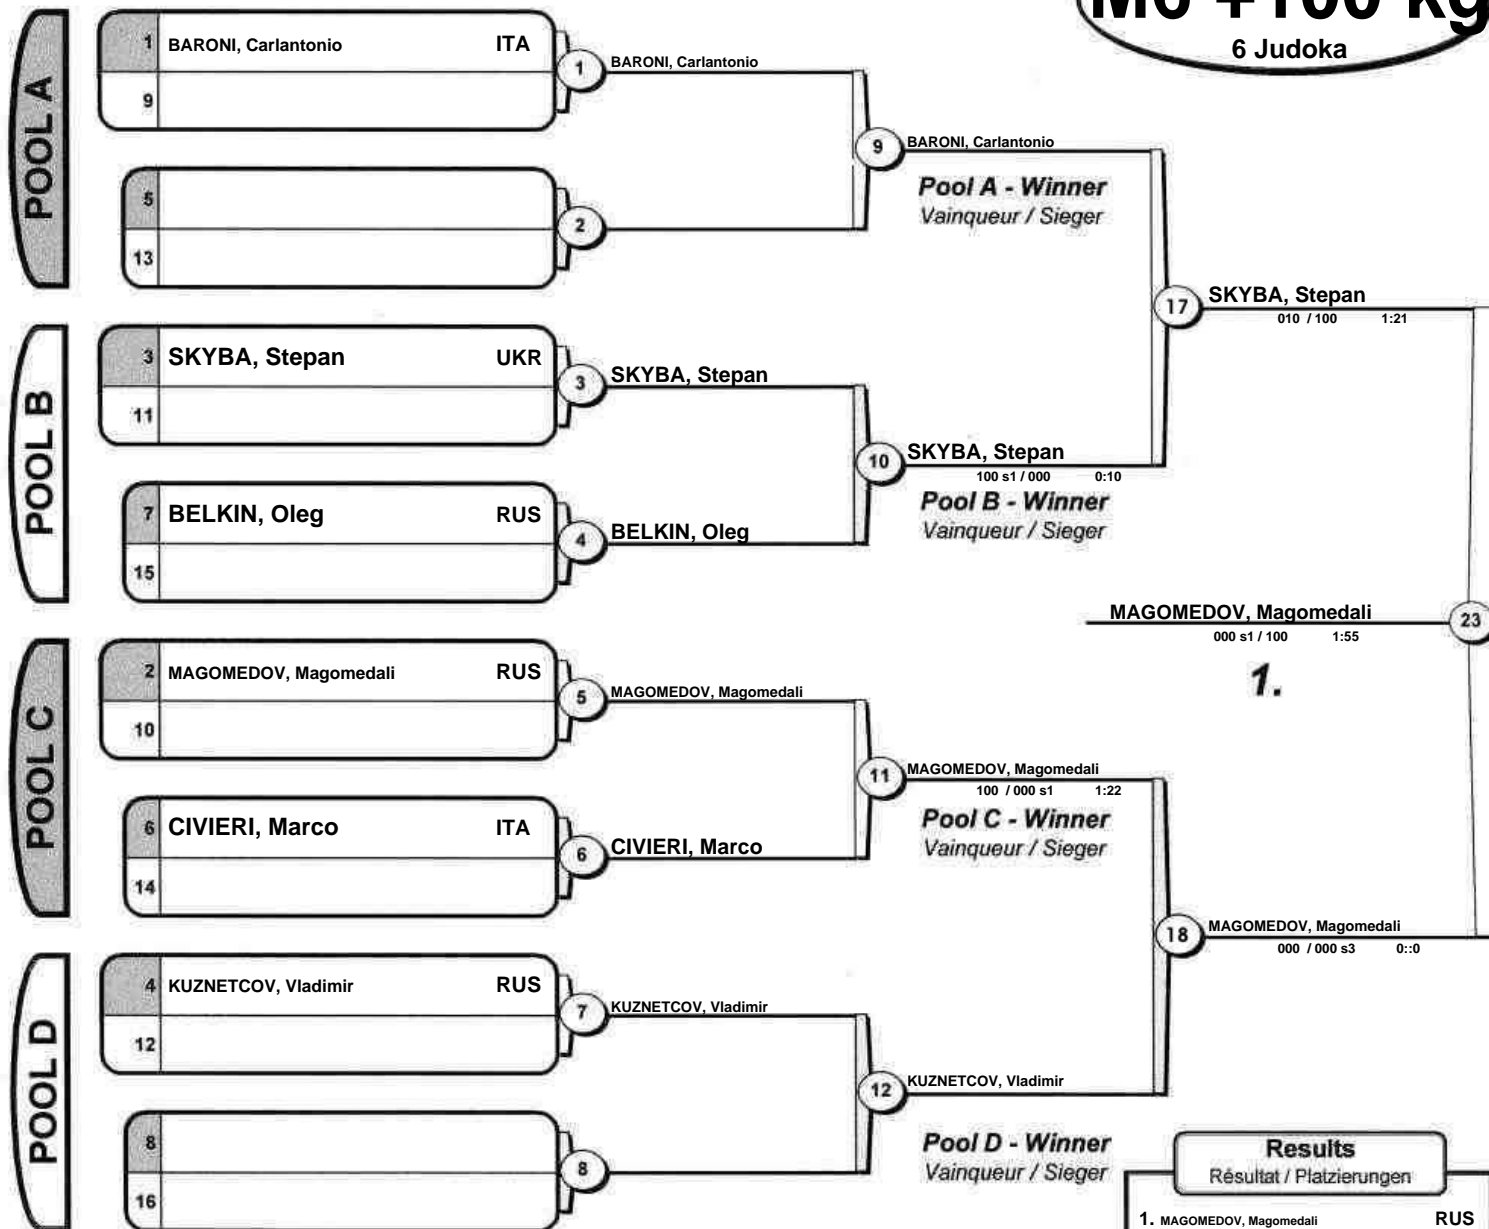 M6 +100 kg
6 Judoka
POOL A
1 BARONI, Carlantonio ITA
9
5
13
1 BARONI, Carlantonio
2
9 BARONI, Carlantonio
Pool A - Winner
Vainqueur / Sieger
POOL B
3 SKYBA, Stepan UKR
11
7 BELKIN, Oleg RUS
15
3 SKYBA, Stepan
4 BELKIN, Oleg
10 SKYBA, Stepan
100 s1 / 000 0:10
Pool B - Winner
Vainqueur / Sieger
17 SKYBA, Stepan
010 / 100 1:21
MAGOMEDOV, Magomedali 23
000 s1 / 100 1:55
1.
POOL C
2 MAGOMEDOV, Magomedali RUS
10
6 CIVIERI, Marco ITA
14
5 MAGOMEDOV, Magomedali
6 CIVIERI, Marco
11 MAGOMEDOV, Magomedali
100 / 000 s1 1:22
Pool C - Winner
Vainqueur / Sieger
18 MAGOMEDOV, Magomedali
000 / 000 s3 0::0
POOL D
4 KUZNETCOV, Vladimir RUS
12
8
16
7 KUZNETCOV, Vladimir
8
12 KUZNETCOV, Vladimir
Pool D - Winner
Vainqueur / Sieger
Results
Résultat / Platzierungen
1. MAGOMEDOV, Magomedali RUS